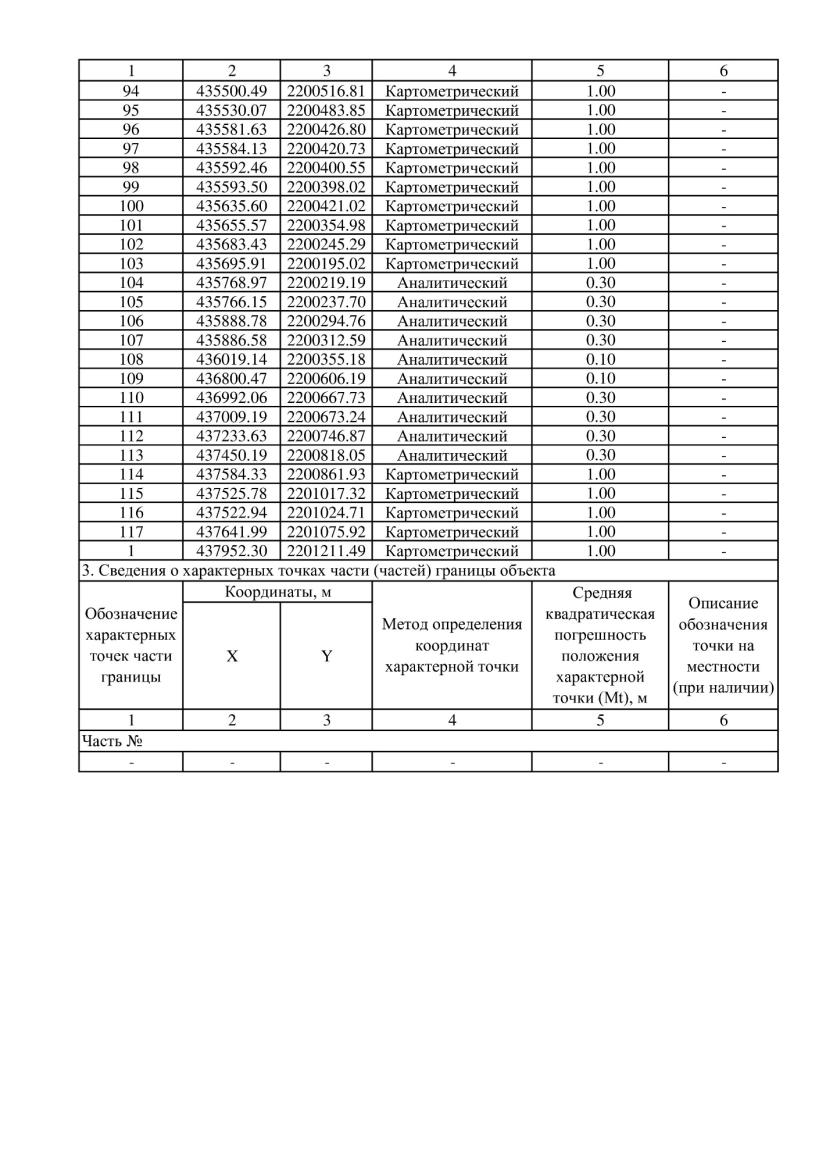 1 2 3 4 5 6
94 435500.49 2200516.81 Картометрический 1.00 -
95 435530.07 2200483.85 Картометрический 1.00 -
96 435581.63 2200426.80 Картометрический 1.00 -
97 435584.13 2200420.73 Картометрический 1.00 -
98 435592.46 2200400.55 Картометрический 1.00 -
99 435593.50 2200398.02 Картометрический 1.00 -
100 435635.60 2200421.02 Картометрический 1.00 -
101 435655.57 2200354.98 Картометрический 1.00 -
102 435683.43 2200245.29 Картометрический 1.00 -
103 435695.91 2200195.02 Картометрический 1.00 -
104 435768.97 2200219.19 Аналитический 0.30 -
105 435766.15 2200237.70 Аналитический 0.30 -
106 435888.78 2200294.76 Аналитический 0.30 -
107 435886.58 2200312.59 Аналитический 0.30 -
108 436019.14 2200355.18 Аналитический 0.10 -
109 436800.47 2200606.19 Аналитический 0.10 -
110 436992.06 2200667.73 Аналитический 0.30 -
111 437009.19 2200673.24 Аналитический 0.30 -
112 437233.63 2200746.87 Аналитический 0.30 -
113 437450.19 2200818.05 Аналитический 0.30 -
114 437584.33 2200861.93 Картометрический 1.00 -
115 437525.78 2201017.32 Картометрический 1.00 -
116 437522.94 2201024.71 Картометрический 1.00 -
117 437641.99 2201075.92 Картометрический 1.00 -
1 437952.30 2201211.49 Картометрический 1.00 -
3. Сведения о характерных точках части (частей) границы объекта
Обозначение
характерных
точек части
границы
Координаты, м
X Y
Метод определения
координат
характерной точки
Средняя
квадратическая
погрешность
положения
характерной
точки (Mt), м
Описание
обозначения
точки на
местности
(при наличии)
1 2 3 4 5 6
Часть №
- - - - - -